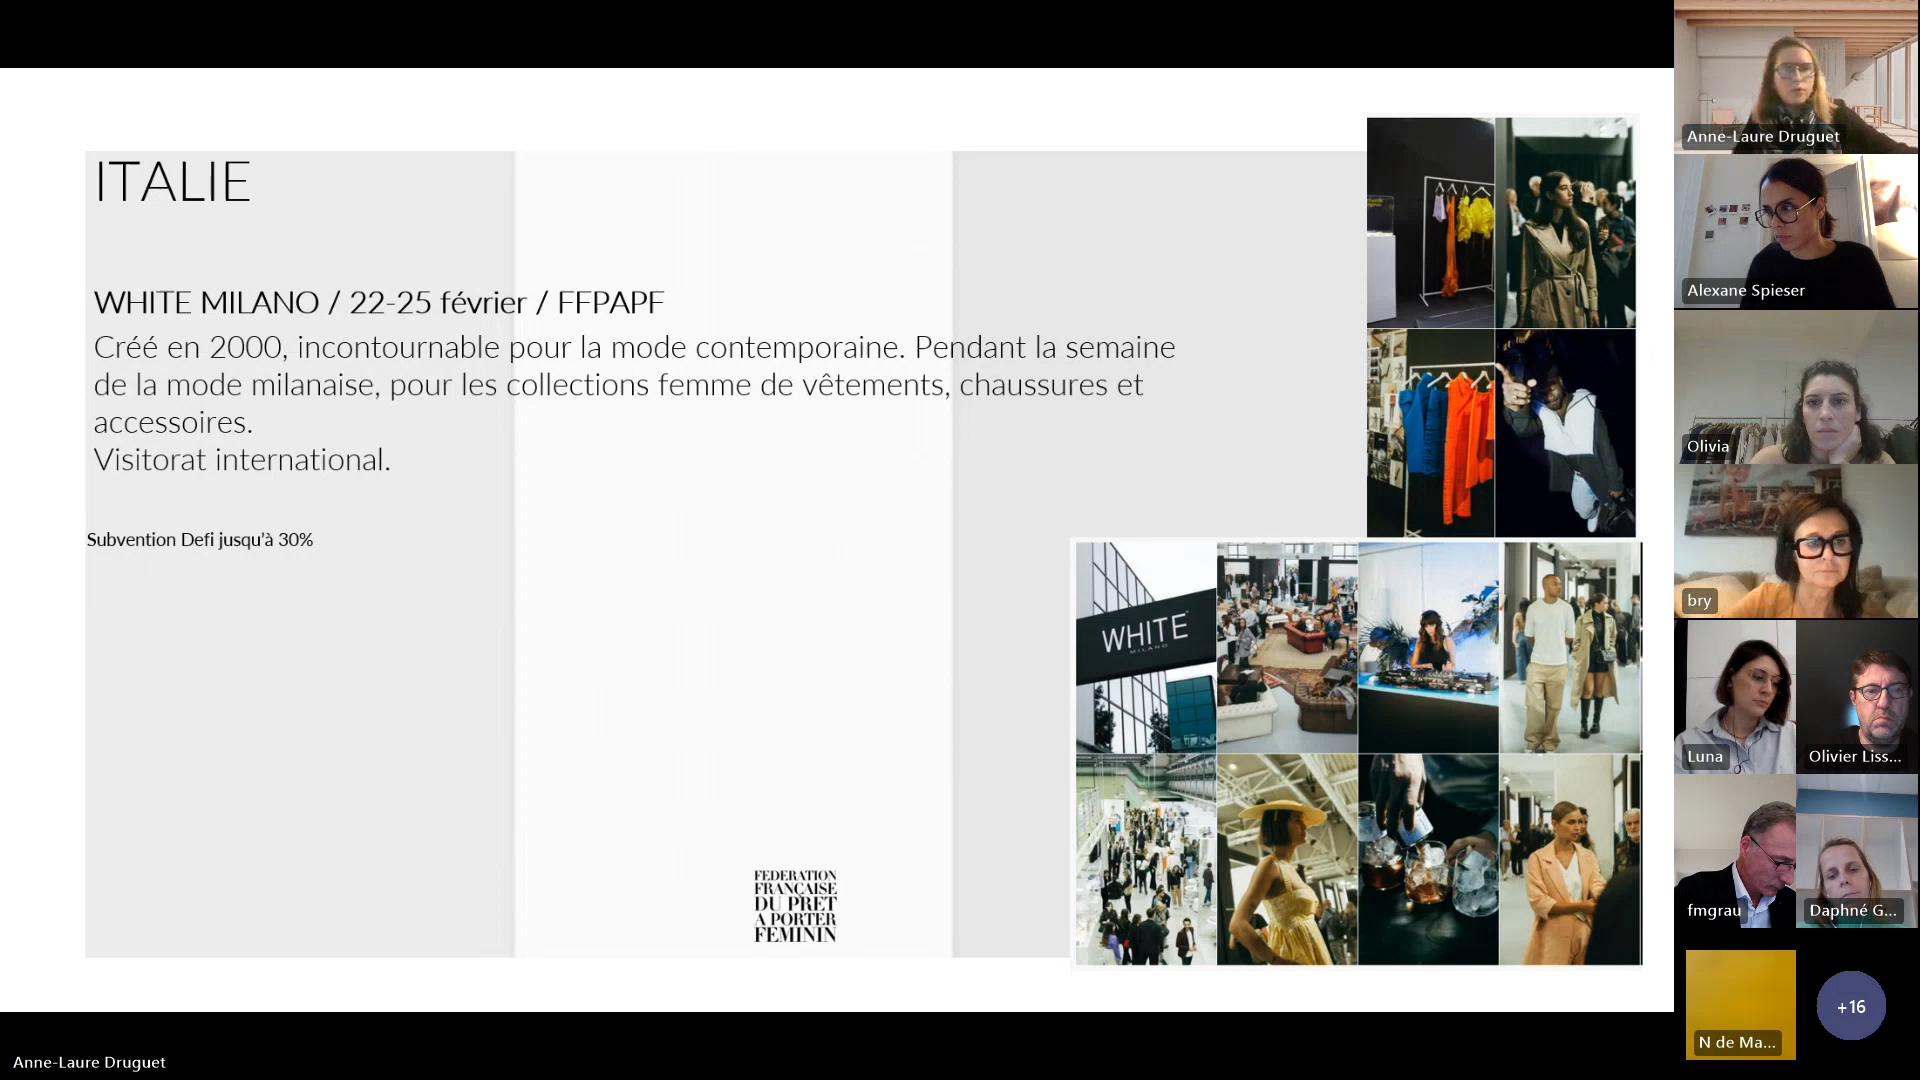 ITALIE
WHITE MILANO / 22-25 février / FFPAPF
Créé en 2000, incontournable pour la mode contemporaine. Pendant la semaine
de la mode milanaise, pour les collections femme de vêtements, chaussures et
accessoires.
Visitorat international.
Subvention Defi jusqu'à 30%
WHITE
MILANO
FEDERATION
FRANÇAISE
DU PRET
A PORTER
FEMININ
Anne-Laure Druguet
Alexane Spieser
Olivia
bry
Luna
Olivier Liss...
fmgrau
Daphné G...
N de Ma...
+16
Anne-Laure Druguet